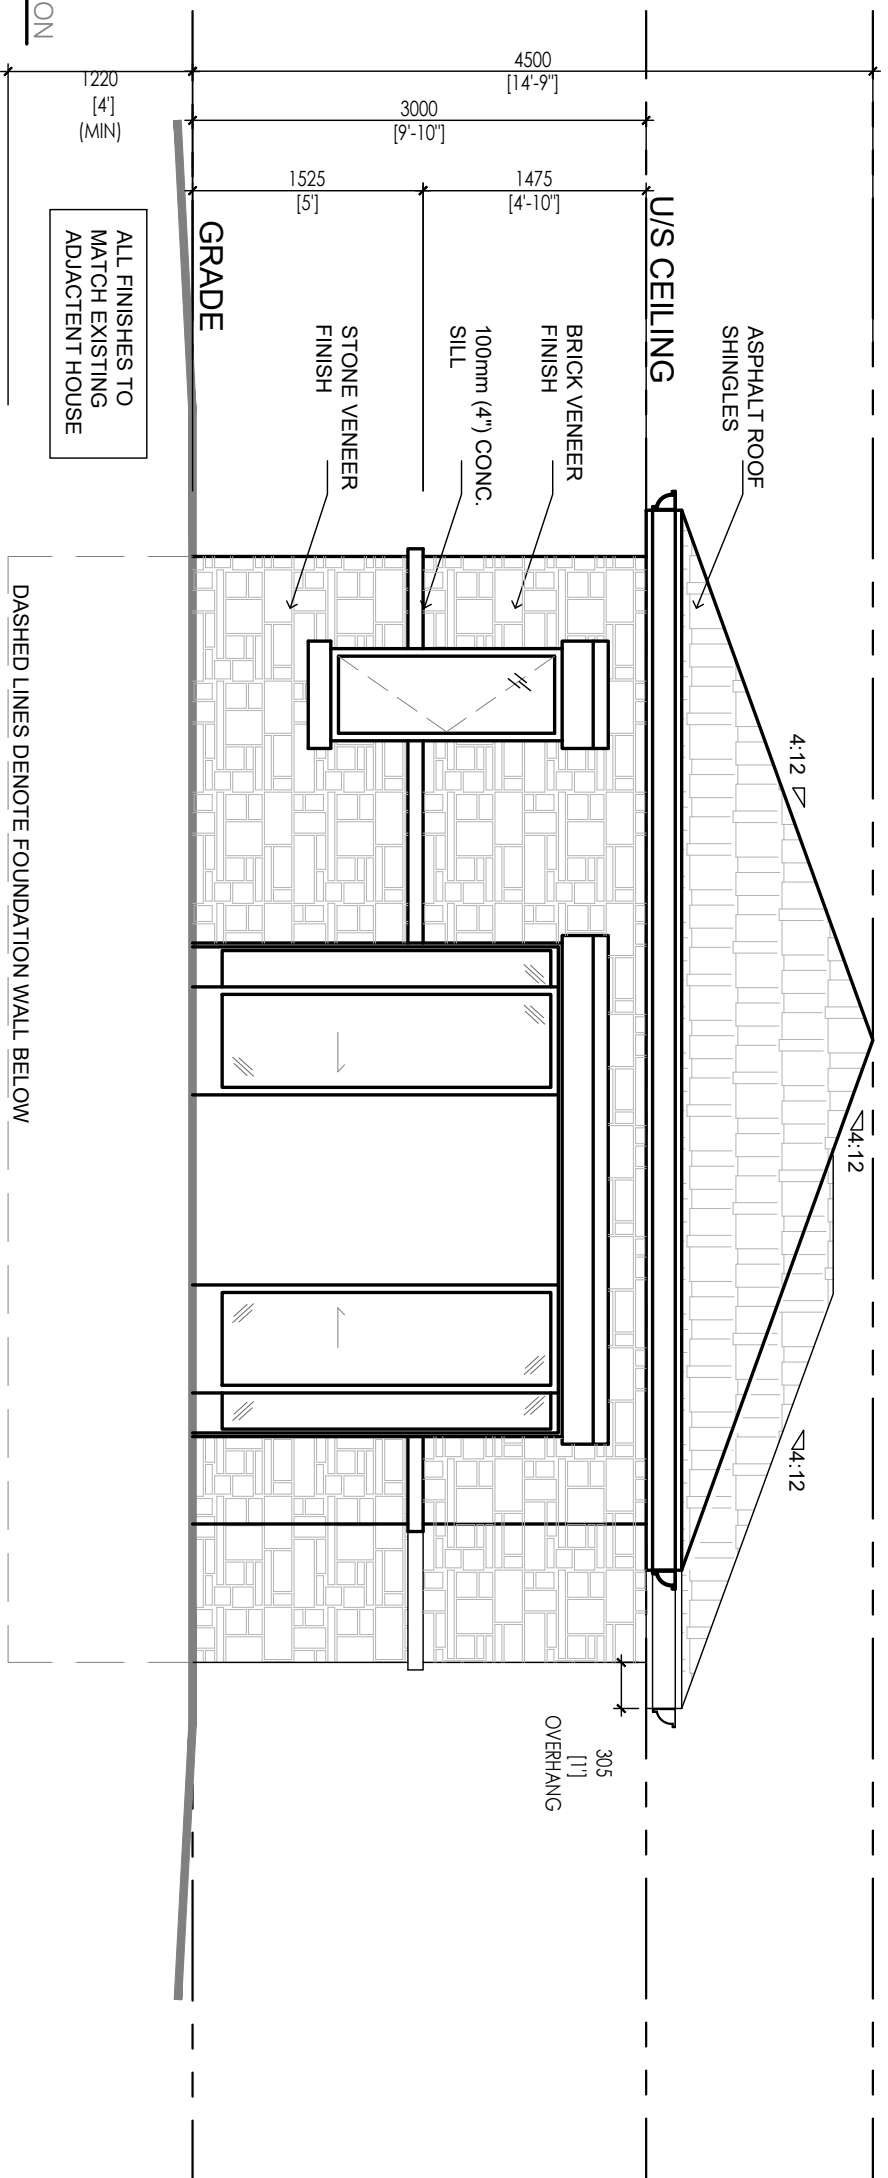 ON
4500
[14'-9"]
3000
[9'-10"]
1525
[5']
1475
[4'-10"]
1220
[4']
(MIN)
U/S CEILING
GRADE
ASPHALT ROOF
SHINGLES
BRICK VENEER
FINISH
100mm (4") CONC.
SILL
STONE VENEER
FINISH
ALL FINISHES TO
MATCH EXISTING
ADJACTENT HOUSE
4:12
4:12
4:12
305
[1']
OVERHANG
DASHED LINES DENOTE FOUNDATION WALL BELOW